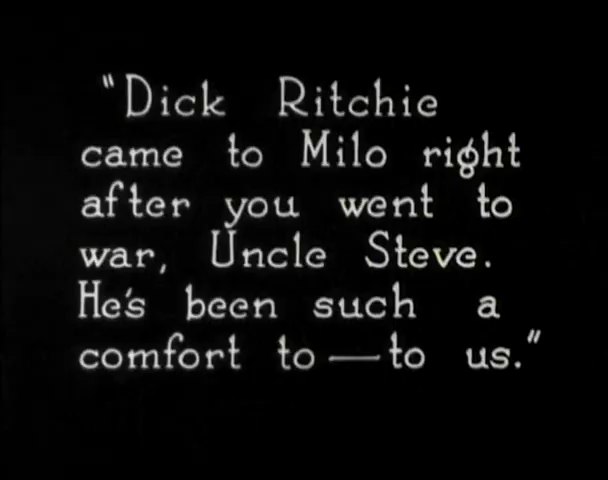 "Dick Ritchie
came to Milo right
after you went to
war, Uncle Steve.
He's been such a
comfort to — to us."